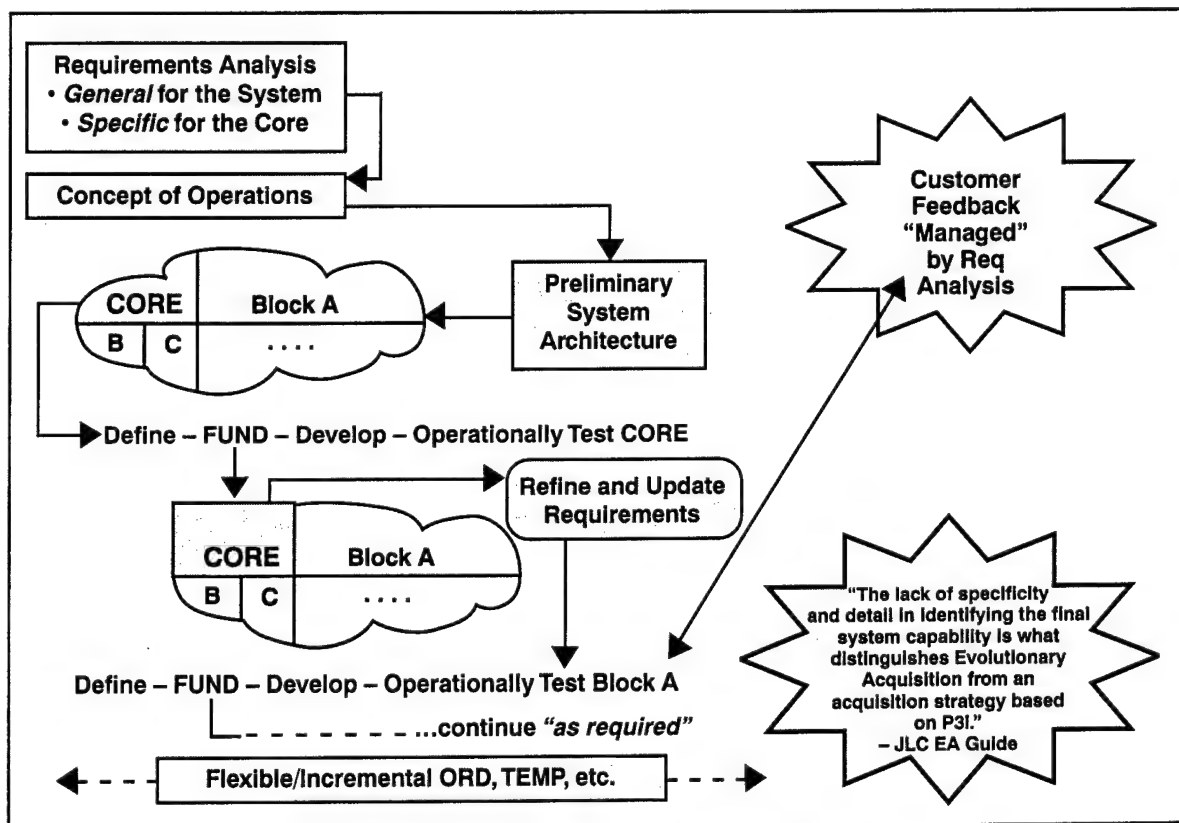 Requirements Analysis
• General for the System
• Specific for the Core
Concept of Operations
Preliminary
System
Architecture
CORE
Block A
B
C
. . . .
Define – FUND – Develop – Operationally Test CORE
Refine and Update
Requirements
CORE
Block A
B
C
. . . .
Define – FUND – Develop – Operationally Test Block A
...continue "as required"
Flexible/Incremental ORD, TEMP, etc.
Customer
Feedback
"Managed"
by Req
Analysis
"The lack of specificity
and detail in identifying the final
system capability is what
distinguishes Evolutionary
Acquisition from an
acquisition strategy based
on P3I."
– JLC EA Guide